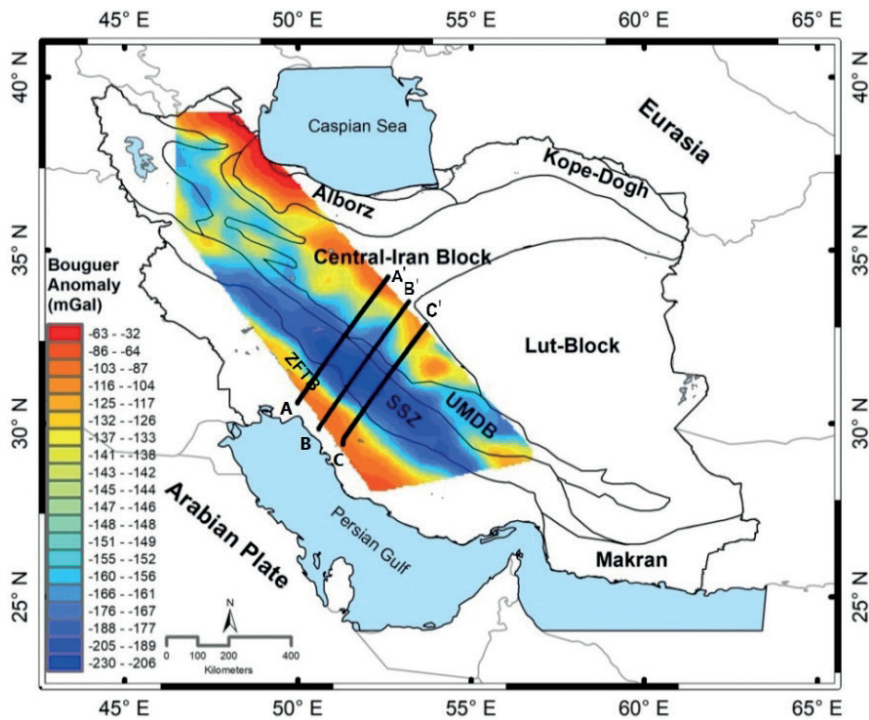 45° E 50° E 55° E 60° E 65° E
40° N
40° N
Caspian Sea
Eurasia
Kope-Dogh
Alborz
35° N
35° N
Central-Iran Block
A'
B'
C'
Bouguer
Anomaly
(mGal)
Lut-Block
-63 - -32
-86 - -64
-103 - -87
-116 - -104
-125 - -117
-132 - -126
-137 - -133
-141 - -138
-143 - -142
-145 - -144
-147 - -146
-148 - -148
-151 - -149
-155 - -152
-160 - -156
-166 - -161
-176 - -167
-188 - -177
-205 - -189
-230 - -206
ZFTB
SSZ
UMDB
A
B
C
30° N
30° N
Arabian Plate
Persian Gulf
Makran
25° N
25° N
N
0 100 200 400
Kilometers
45° E 50° E 55° E 60° E 65° E